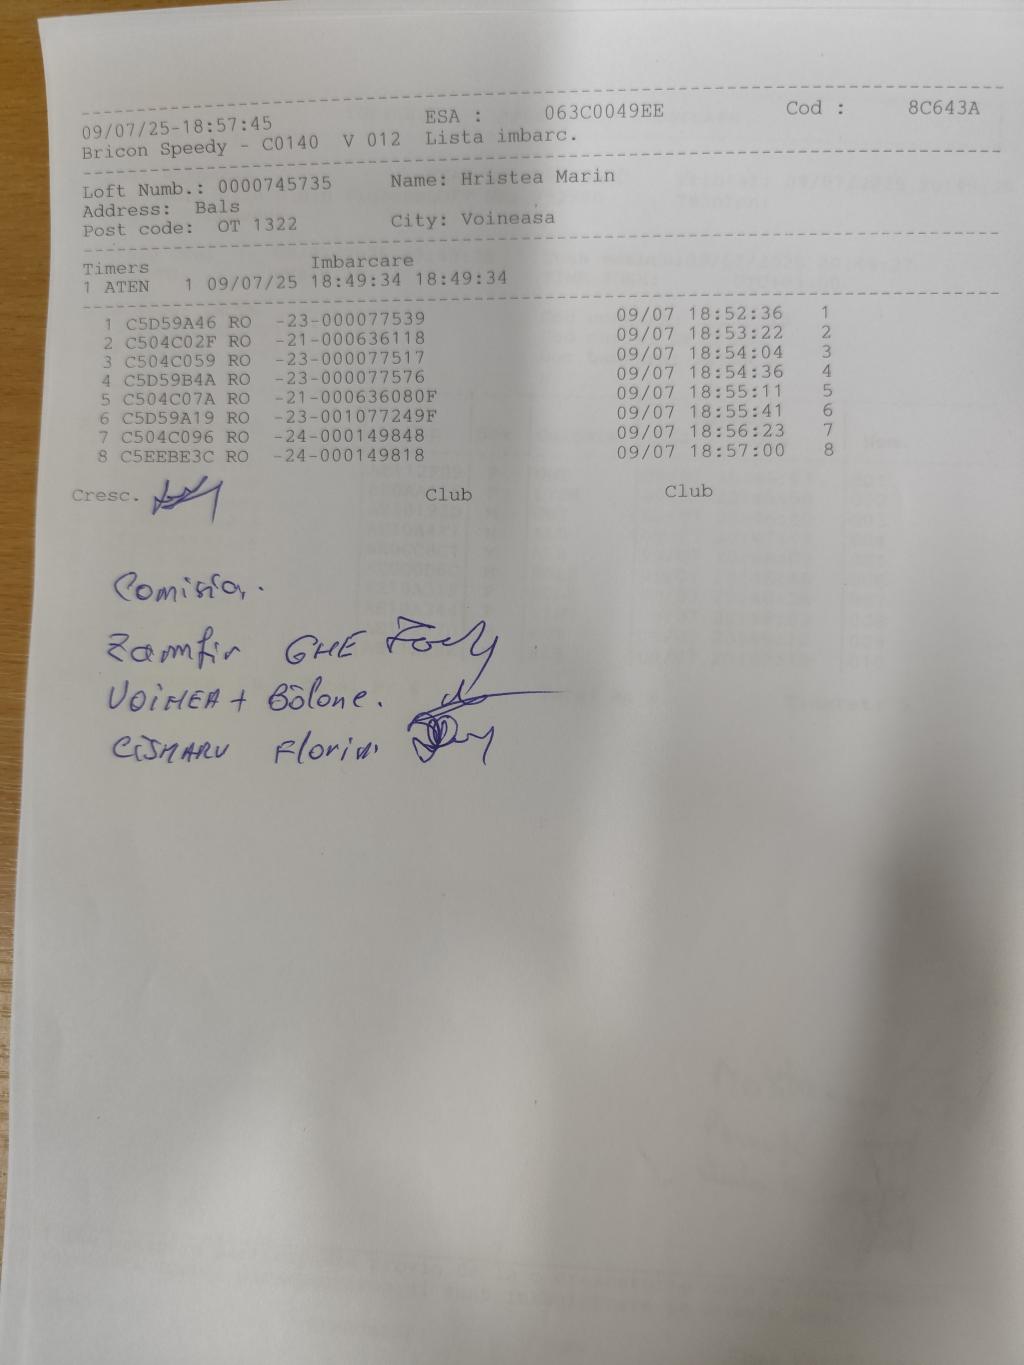 09/07/25-18:57:45 ESA : 063C0049EE Cod : 8C643A
Bricon Speedy - C0140 V 012 Lista imbarc.
Loft Numb.: 0000745735 Name: Hristea Marin
Address: Bals
Post code: OT 1322 City: Voineasa
Timers Imbarcare
1 ATEN 1 09/07/25 18:49:34 18:49:34
1 C5D59A46 RO -23-000077539 09/07 18:52:36 1
2 C504C02F RO -21-000636118 09/07 18:53:22 2
3 C504C059 RO -23-000077517 09/07 18:54:04 3
4 C5D59B4A RO -23-000077576 09/07 18:54:36 4
5 C504C07A RO -21-000636080F 09/07 18:55:11 5
6 C5D59A19 RO -23-001077249F 09/07 18:55:41 6
7 C504C096 RO -24-000149848 09/07 18:56:23 7
8 C5EEBE3C RO -24-000149818 09/07 18:57:00 8
Cresc. Club Club
Comisia.
Zamfir GHE
CISMARU Florin